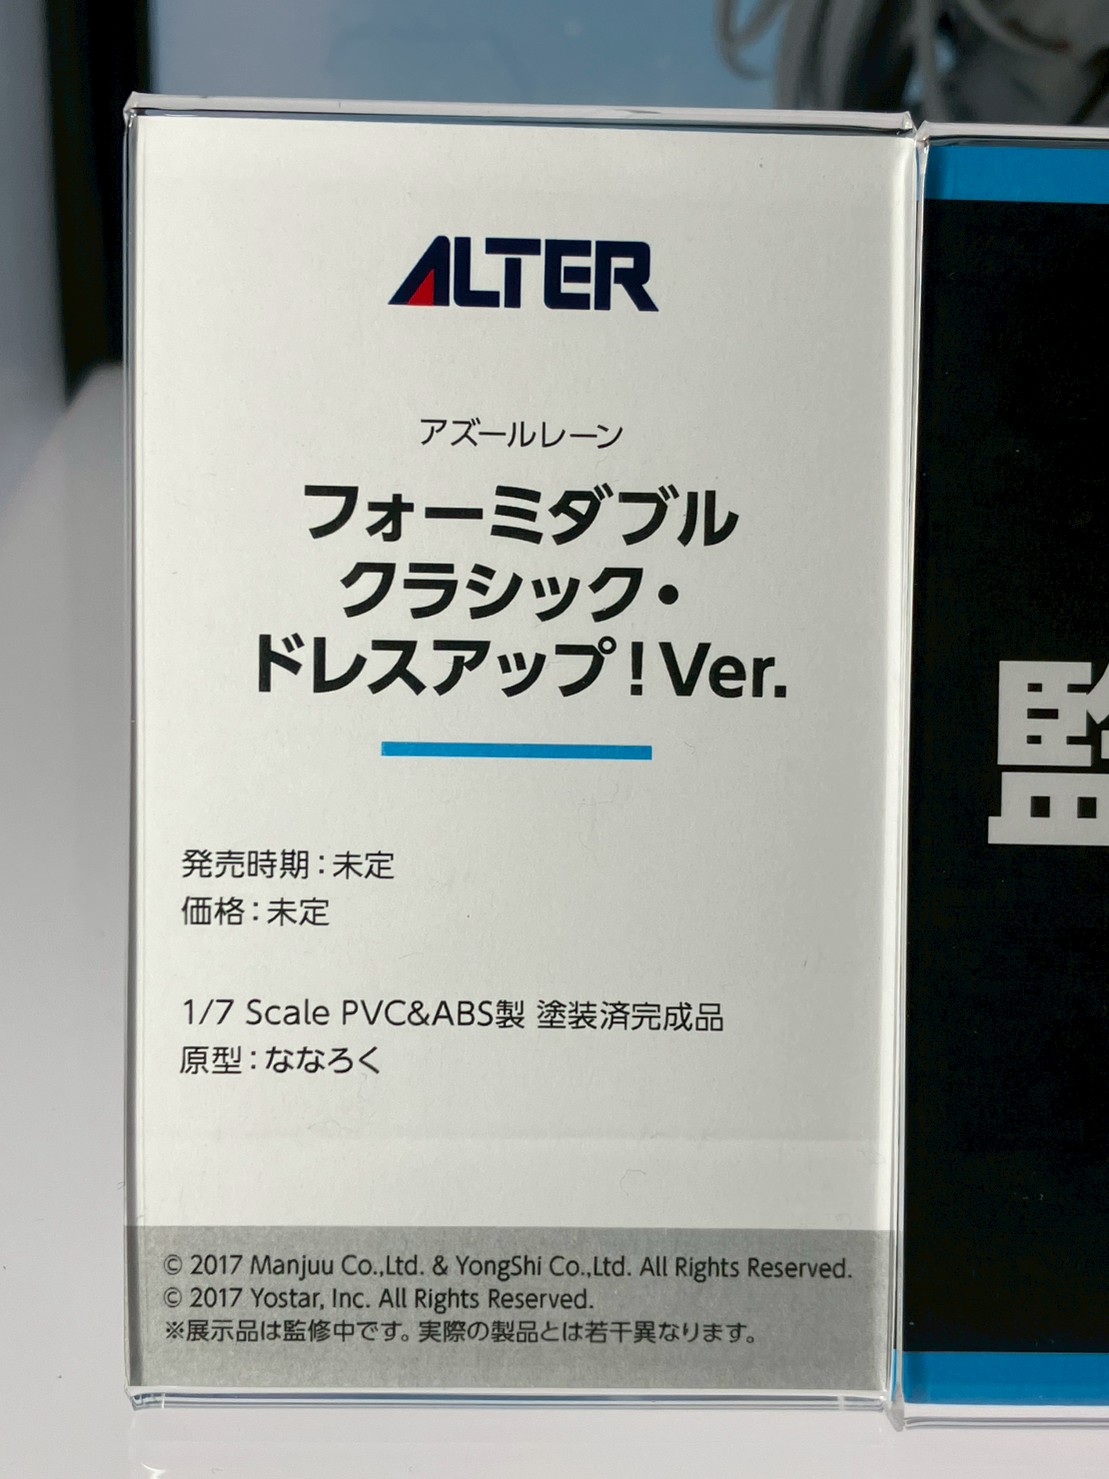 ALTER
アズールレーン
フォーミダブル
クラシック・
ドレスアップ！Ver.
発売時期：未定
価格：未定
1/7 Scale PVC&ABS製 塗装済完成品
原型：ななろく
© 2017 Manjuu Co.,Ltd. & YongShi Co.,Ltd. All Rights Reserved.
© 2017 Yostar, Inc. All Rights Reserved.
※展示品は監修中です。実際の製品とは若干異なります。